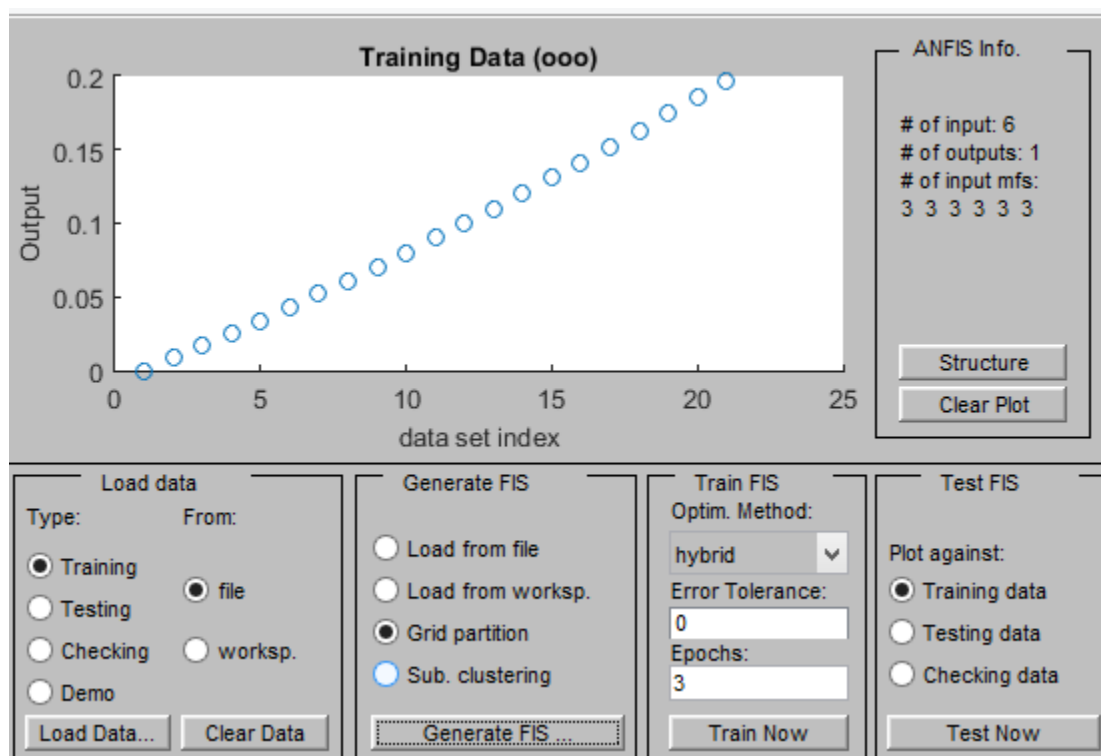 Training Data (ooo)
0.2
0.15
0.1
0.05
0
Output
0
5
10
15
20
25
data set index
ANFIS Info.
# of input: 6
# of outputs: 1
# of input mfs:
3 3 3 3 3 3
Structure
Clear Plot
Load data
Type:
From:
Training
Testing
Checking
Demo
file
worksp.
Load Data...
Clear Data
Generate FIS
Load from file
Load from worksp.
Grid partition
Sub. clustering
Generate FIS ...
Train FIS
Optim. Method:
hybrid
Error Tolerance:
0
Epochs:
3
Train Now
Test FIS
Plot against:
Training data
Testing data
Checking data
Test Now